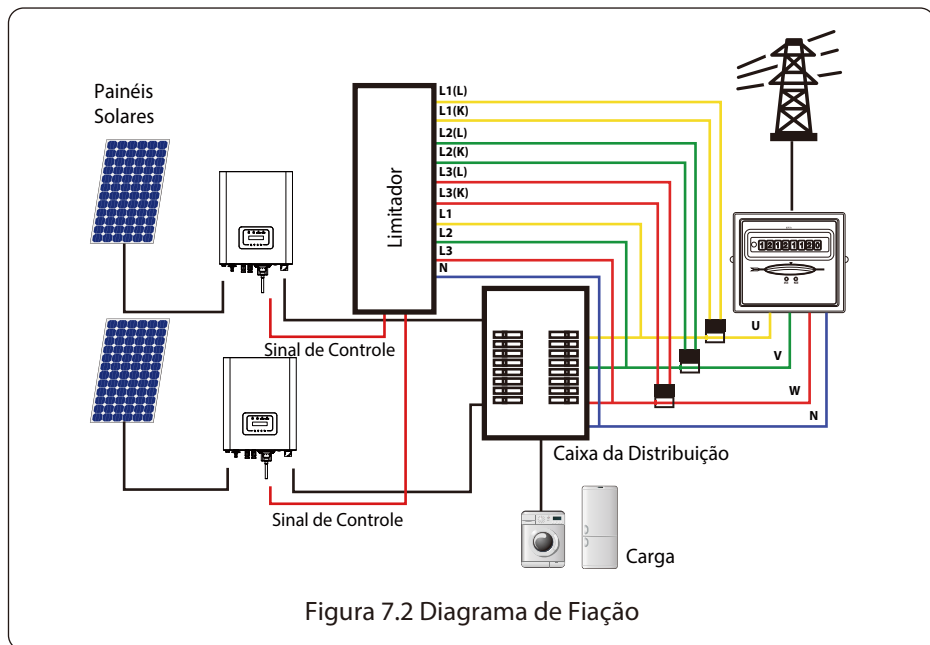 Painéis
Solares
Limitador
L1(L)
L1(K)
L2(L)
L2(K)
L3(L)
L3(K)
L1
L2
L3
N
12121120
U
V
W
N
Sinal de Controle
Sinal de Controle
Caixa da Distribuição
Carga
Figura 7.2 Diagrama de Fiação